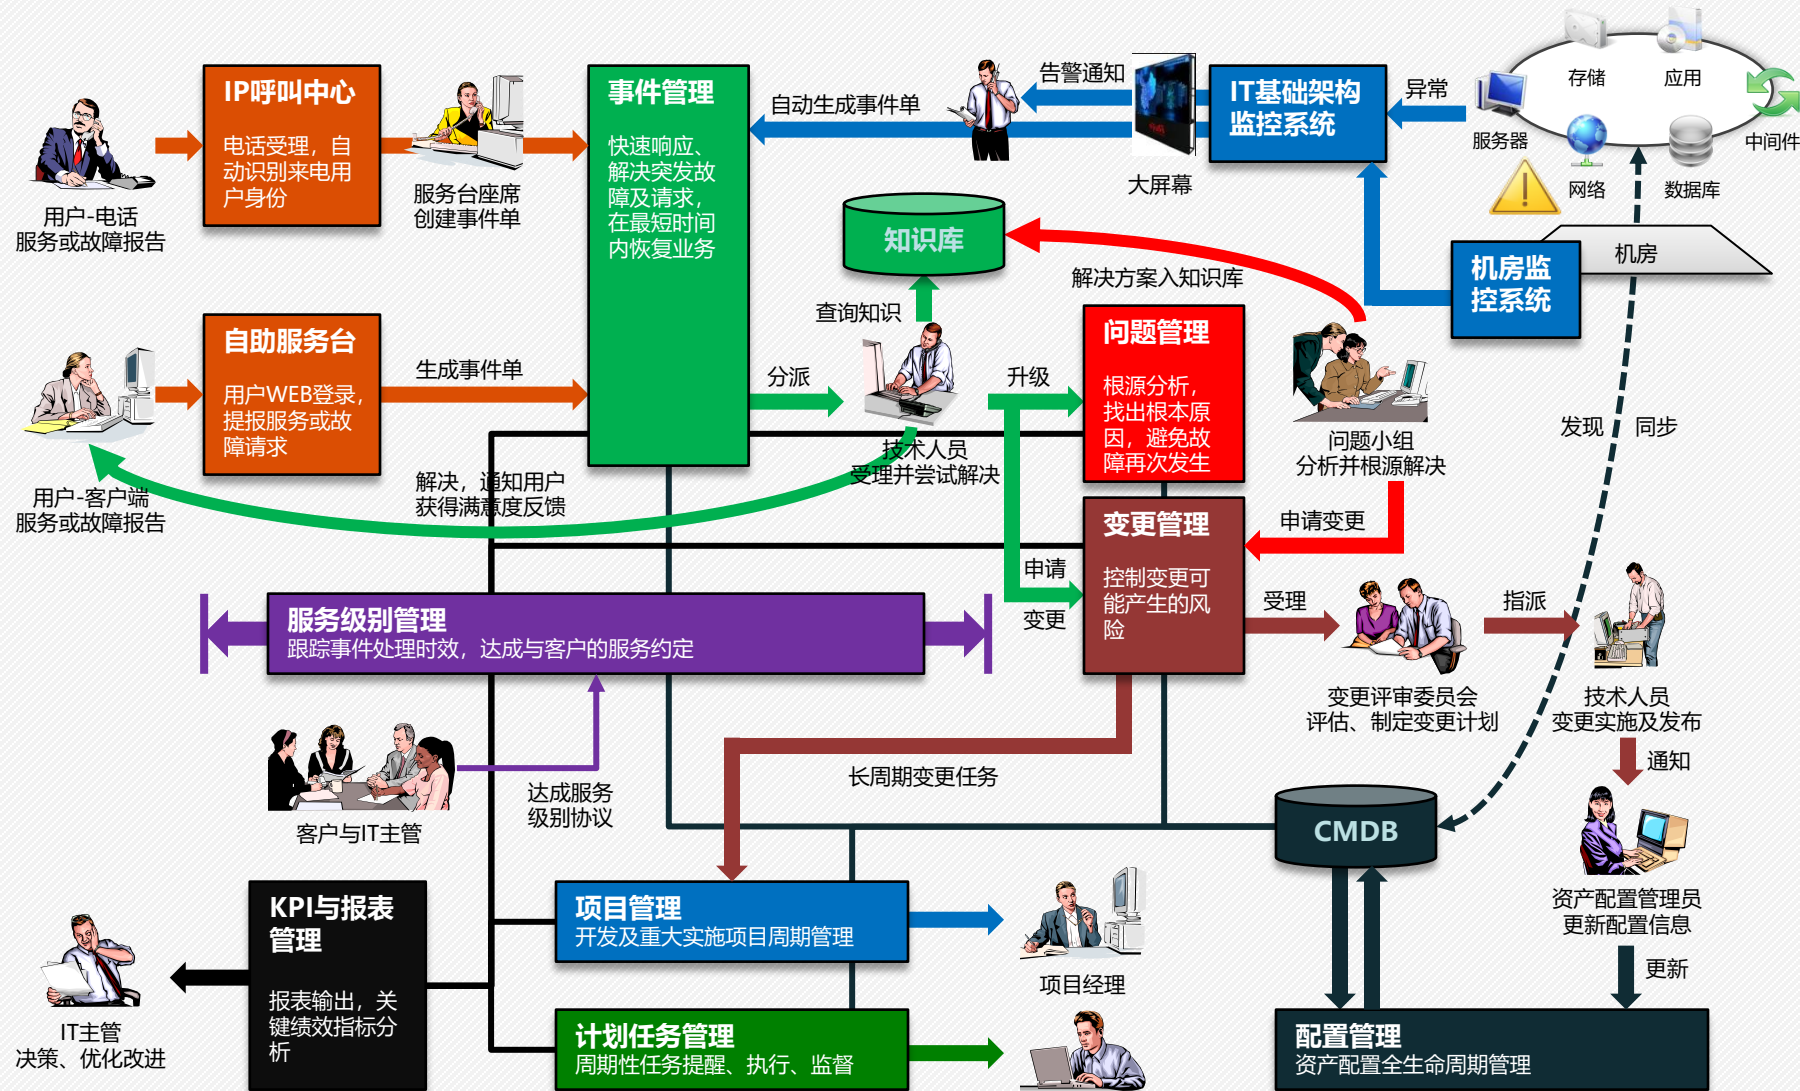 IP呼叫中心
电话受理，自
动识别来电用
户身份
用户-电话
服务或故障报告
服务台座席
创建事件单
事件管理
快速响应、
解决突发故
障及请求，
在最短时间
内恢复业务
自动生成事件单
告警通知
大屏幕
IT基础架构
监控系统
异常
存储
应用
服务器
中间件
网络
数据库
机房
机房监
控系统
知识库
解决方案入知识库
查询知识
自助服务台
用户WEB登录，
提报服务或故
障请求
生成事件单
用户-客户端
服务或故障报告
分派
技术人员
受理并尝试解决
解决，通知用户
获得满意度反馈
升级
问题管理
根源分析，
找出根本原
因，避免故
障再次发生
问题小组
分析并根源解决
发现
同步
申请变更
变更管理
控制变更可
能产生的风
险
申请
变更
受理
指派
变更评审委员会
评估、制定变更计划
技术人员
变更实施及发布
通知
服务级别管理
跟踪事件处理时效，达成与客户的服务约定
客户与IT主管
达成服务
级别协议
长周期变更任务
CMDB
资产配置管理员
更新配置信息
更新
KPI与报表
管理
报表输出，关
键绩效指标分
析
IT主管
决策、优化改进
项目管理
开发及重大实施项目周期管理
项目经理
计划任务管理
周期性任务提醒、执行、监督
配置管理
资产配置全生命周期管理